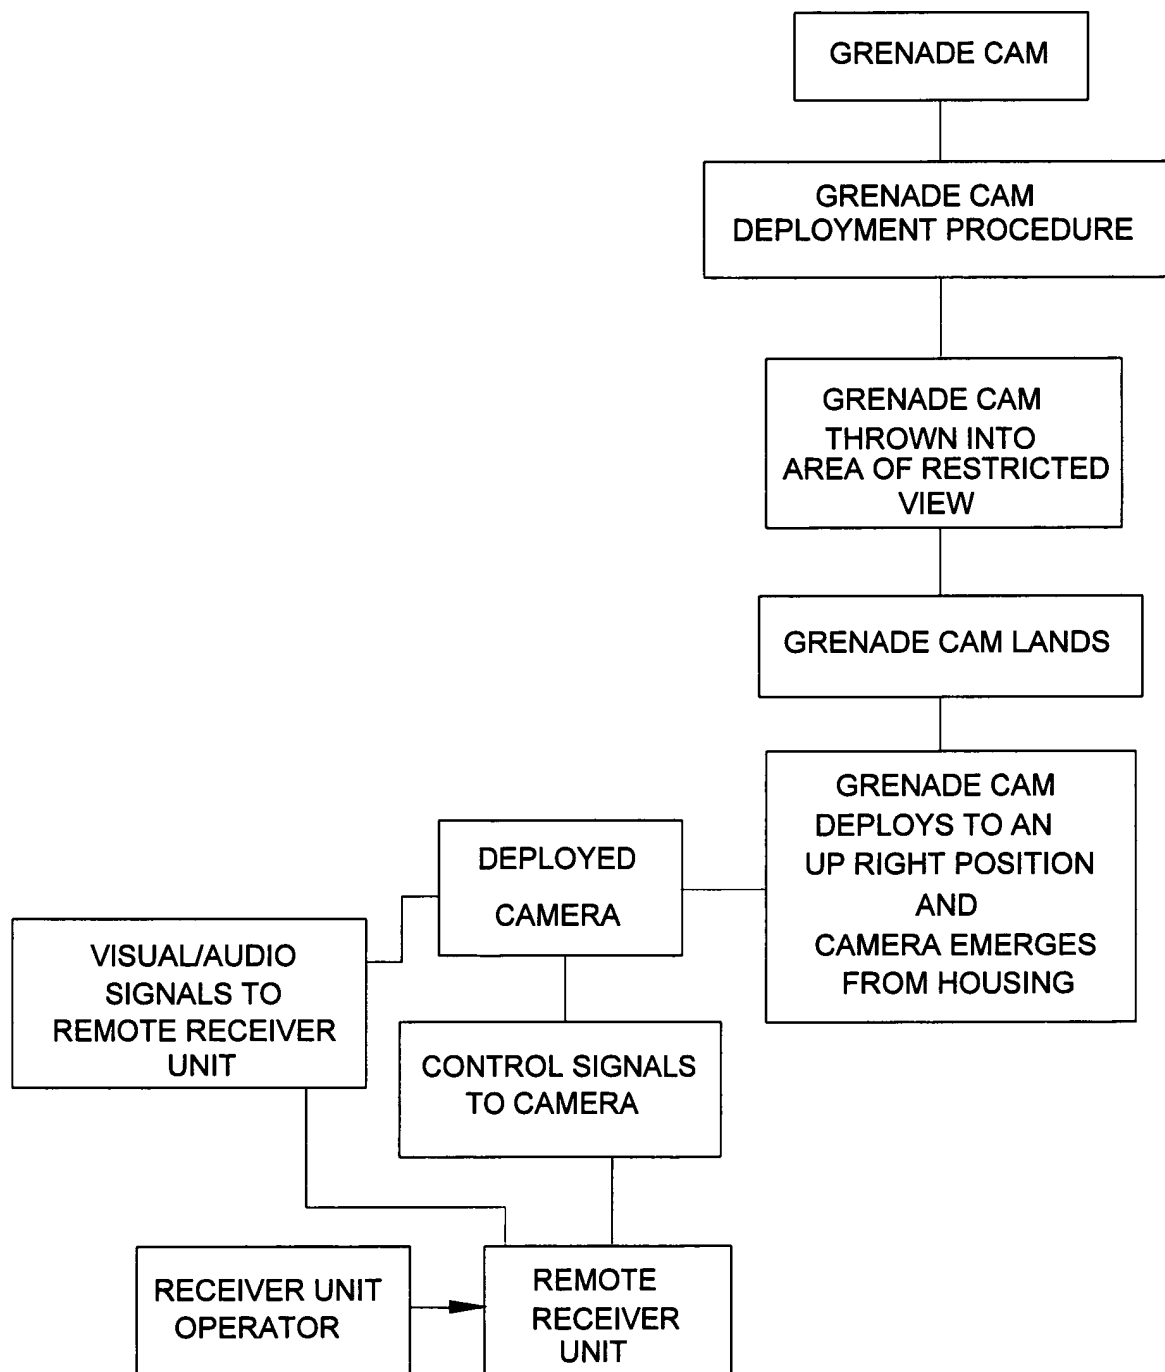 GRENADE CAM
GRENADE CAM
DEPLOYMENT PROCEDURE
GRENADE CAM
THROWN INTO
AREA OF RESTRICTED
VIEW
GRENADE CAM LANDS
GRENADE CAM
DEPLOYS TO AN
UP RIGHT POSITION
AND
CAMERA EMERGES
FROM HOUSING
DEPLOYED
CAMERA
VISUAL/AUDIO
SIGNALS TO
REMOTE RECEIVER
UNIT
CONTROL SIGNALS
TO CAMERA
RECEIVER UNIT
OPERATOR
REMOTE
RECEIVER
UNIT